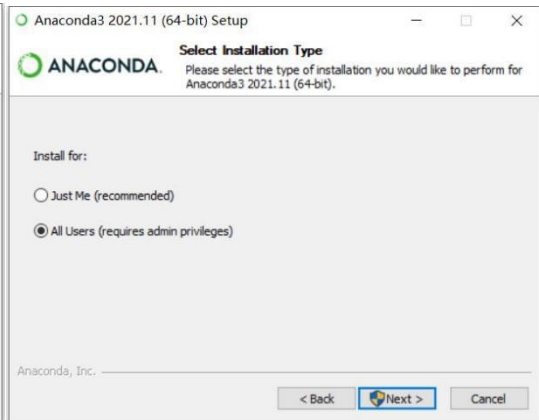 Anaconda3 2021.11 (64-bit) Setup
ANACONDA.
Select Installation Type
Please select the type of installation you would like to perform for
Anaconda3 2021.11 (64-bit).
Install for:
Just Me (recommended)
All Users (requires admin privileges)
Anaconda, Inc.
< Back
Next >
Cancel